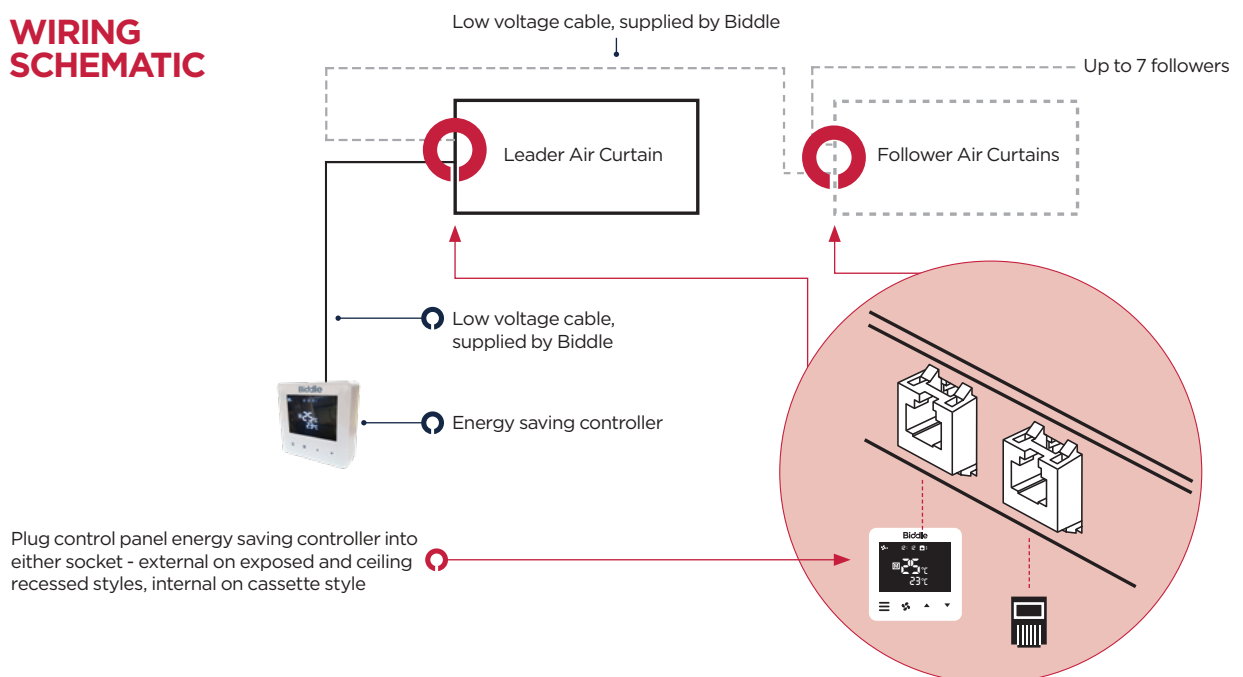 WIRING
SCHEMATIC
Low voltage cable, supplied by Biddle
Up to 7 followers
Leader Air Curtain
Follower Air Curtains
Low voltage cable,
supplied by Biddle
Biddle
25
Energy saving controller
Plug control panel energy saving controller into
either socket - external on exposed and ceiling
recessed styles, internal on cassette style
Biddle
25°C
23°C